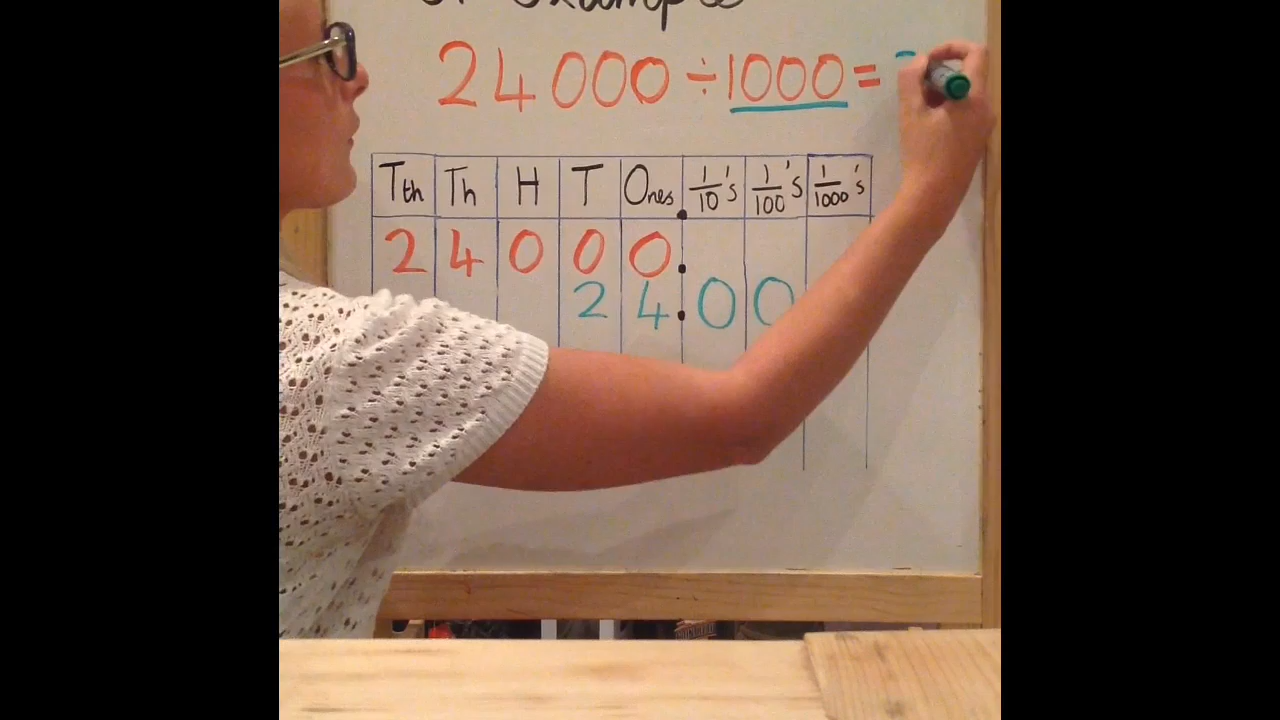 example
24000÷1000=
Tth Th H T Ones . 1/10's 1/100's 1/1000's
2 4 0 0 0 .
2 4 . 0 0